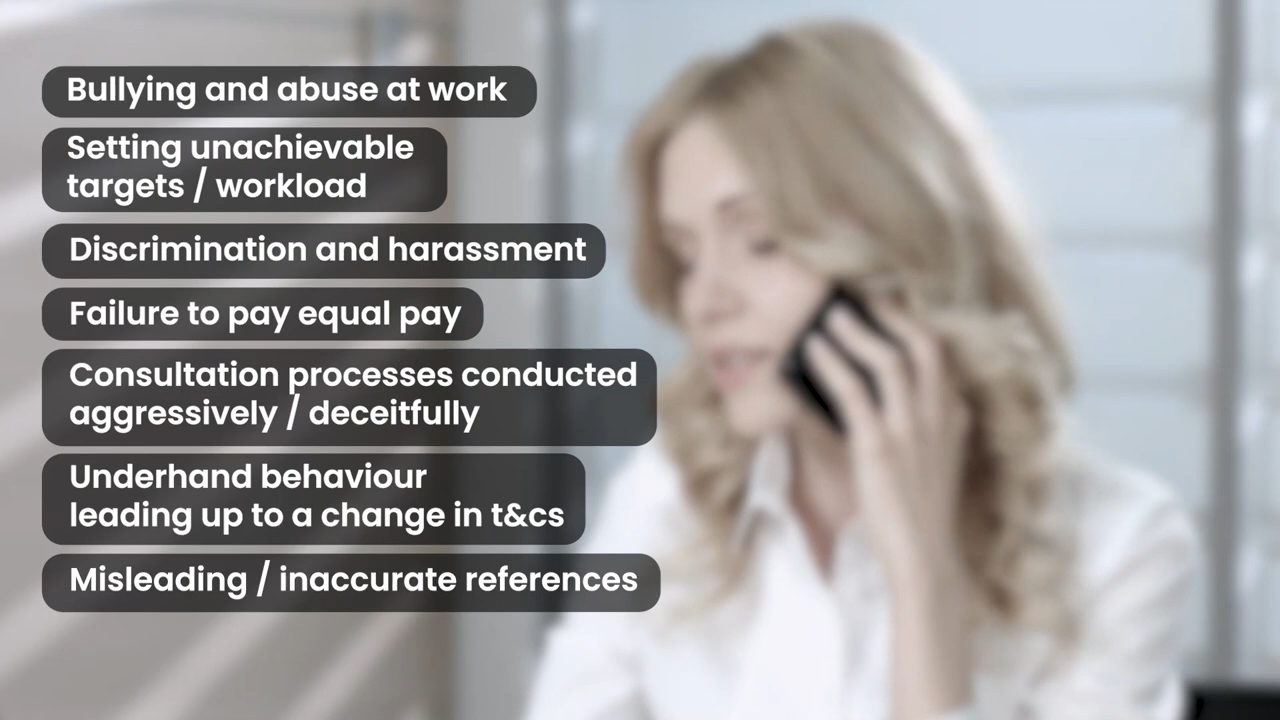 Bullying and abuse at work
Setting unachievable
targets / workload
Discrimination and harassment
Failure to pay equal pay
Consultation processes conducted
aggressively / deceitfully
Underhand behaviour
leading up to a change in t&cs
Misleading / inaccurate references